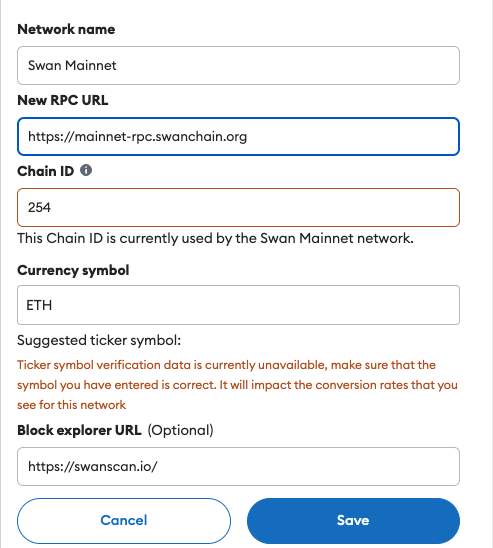 Network name
Swan Mainnet
New RPC URL
https://mainnet-rpc.swanchain.org
Chain ID
254
This Chain ID is currently used by the Swan Mainnet network.
Currency symbol
ETH
Suggested ticker symbol:
Ticker symbol verification data is currently unavailable, make sure that the
symbol you have entered is correct. It will impact the conversion rates that you
see for this network
Block explorer URL (Optional)
https://swanscan.io/
Cancel Save